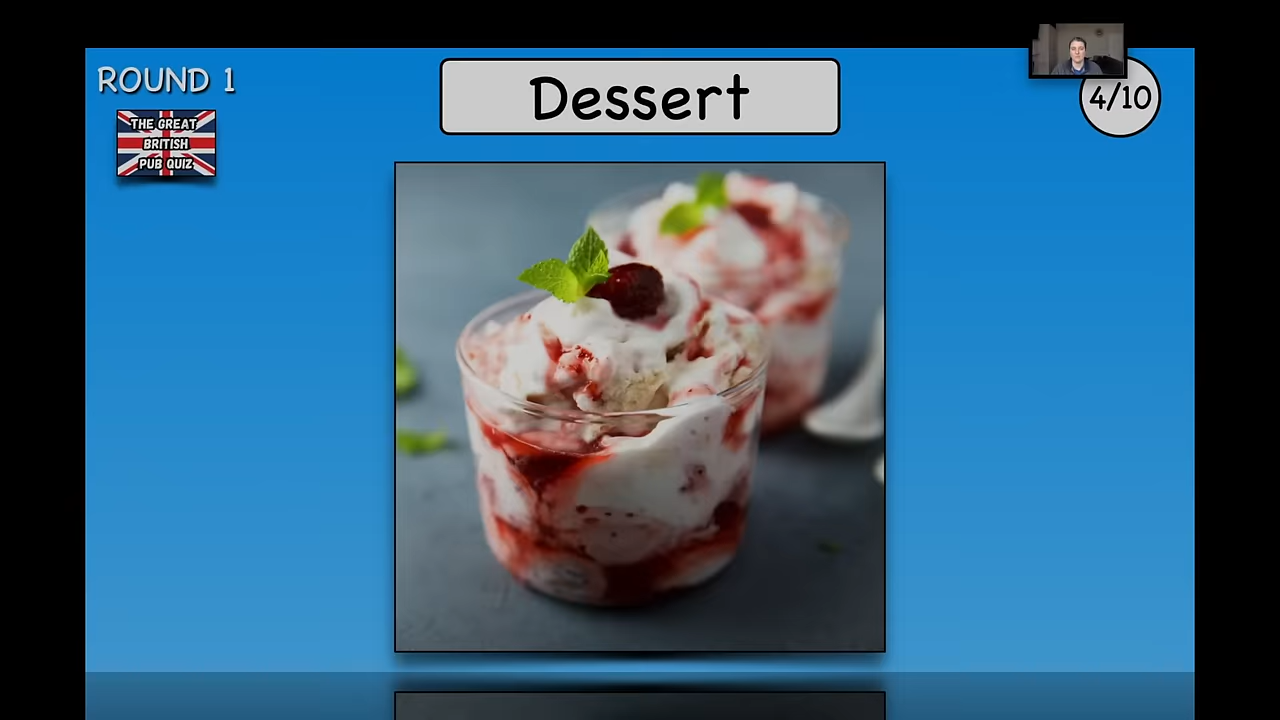 ROUND 1
Dessert
4/10
THE GREAT
BRITISH
PUB QUIZ